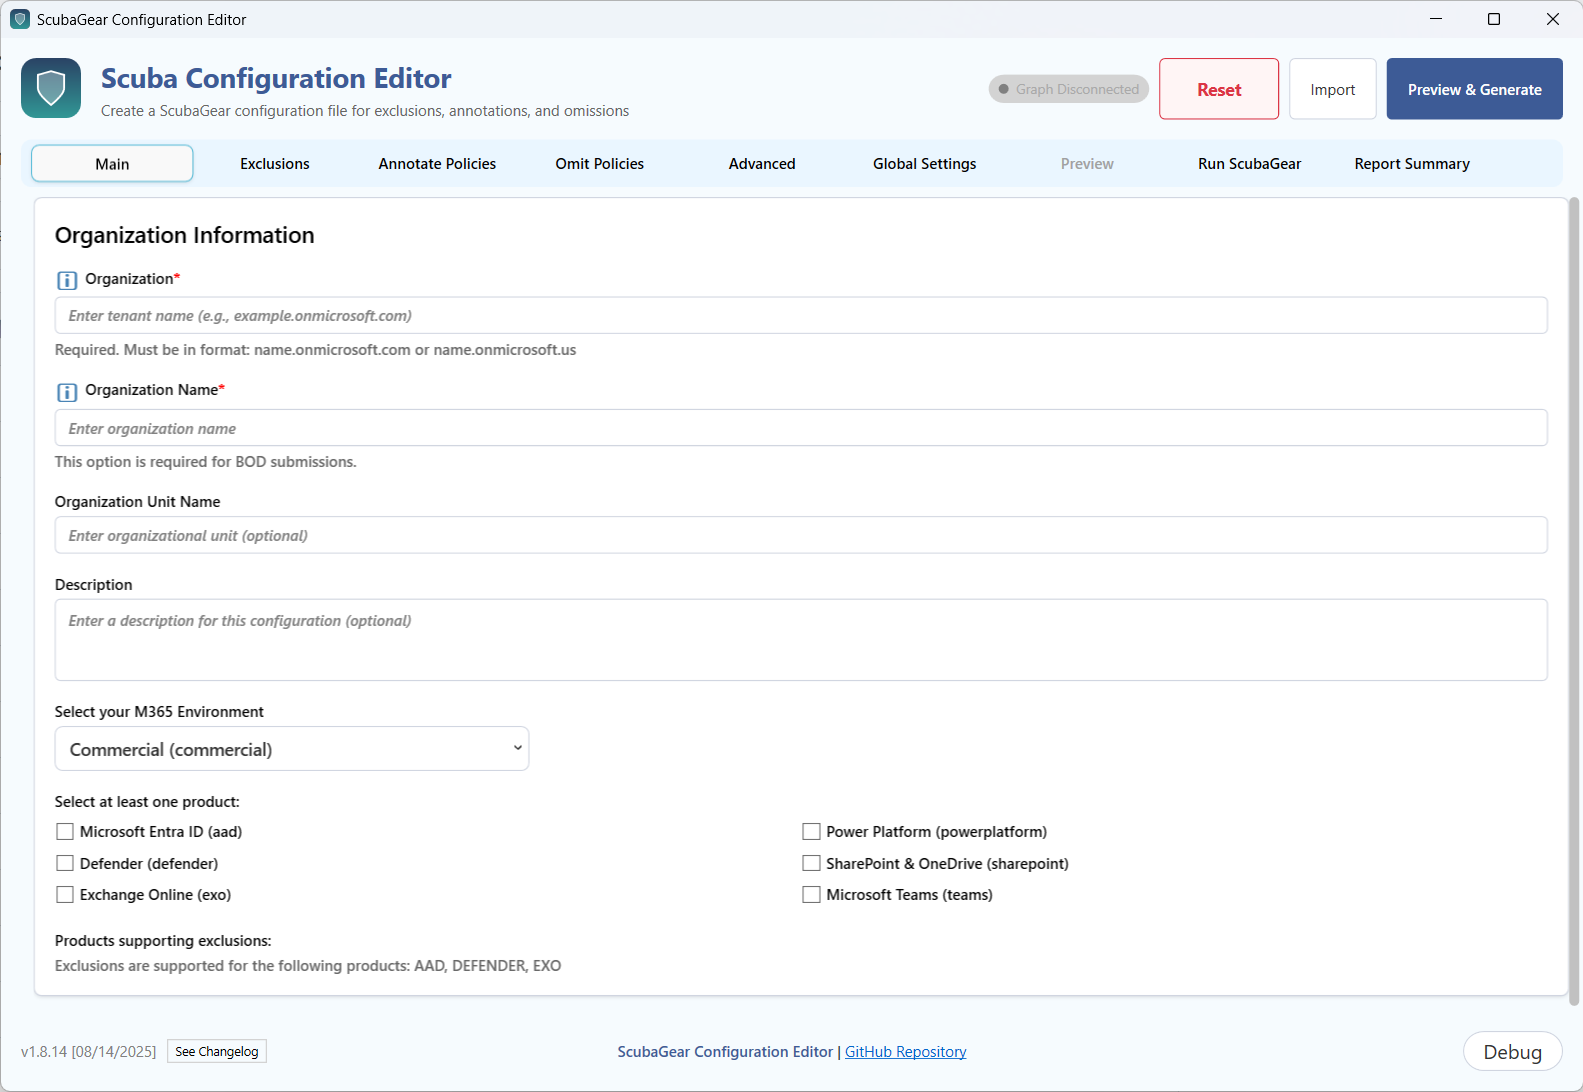 ScubaGear Configuration Editor
Scuba Configuration Editor
Create a ScubaGear configuration file for exclusions, annotations, and omissions
Graph Disconnected
Reset
Import
Preview & Generate
Main
Exclusions
Annotate Policies
Omit Policies
Advanced
Global Settings
Preview
Run ScubaGear
Report Summary
Organization Information
Organization*
Enter tenant name (e.g., example.onmicrosoft.com)
Required. Must be in format: name.onmicrosoft.com or name.onmicrosoft.us
Organization Name*
Enter organization name
This option is required for BOD submissions.
Organization Unit Name
Enter organizational unit (optional)
Description
Enter a description for this configuration (optional)
Select your M365 Environment
Commercial (commercial)
Select at least one product:
Microsoft Entra ID (aad)
Power Platform (powerplatform)
Defender (defender)
SharePoint & OneDrive (sharepoint)
Exchange Online (exo)
Microsoft Teams (teams)
Products supporting exclusions:
Exclusions are supported for the following products: AAD, DEFENDER, EXO
v1.8.14 [08/14/2025]
See Changelog
ScubaGear Configuration Editor | GitHub Repository
Debug